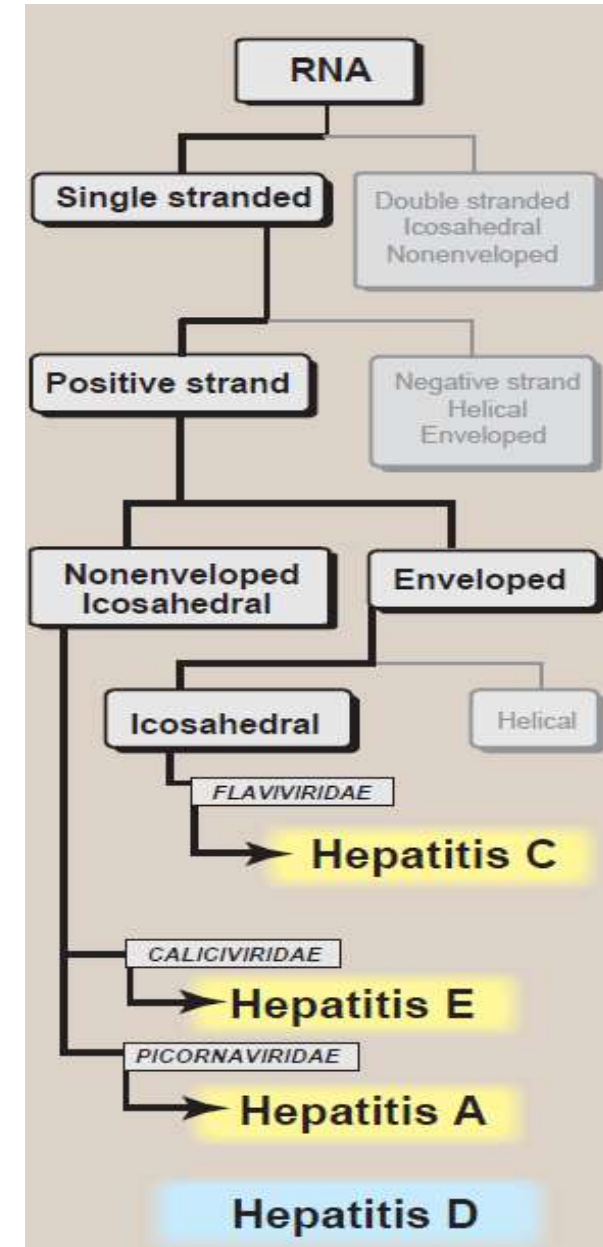 RNA
Single stranded
Double stranded
Icosahedral
Nonenveloped
Positive strand
Negative strand
Helical
Enveloped
Nonenveloped
Icosahedral
Enveloped
Icosahedral
Helical
FLAVIVIRIDAE
Hepatitis C
CALICIVIRIDAE
Hepatitis E
PICORNAVIRIDAE
Hepatitis A
Hepatitis D